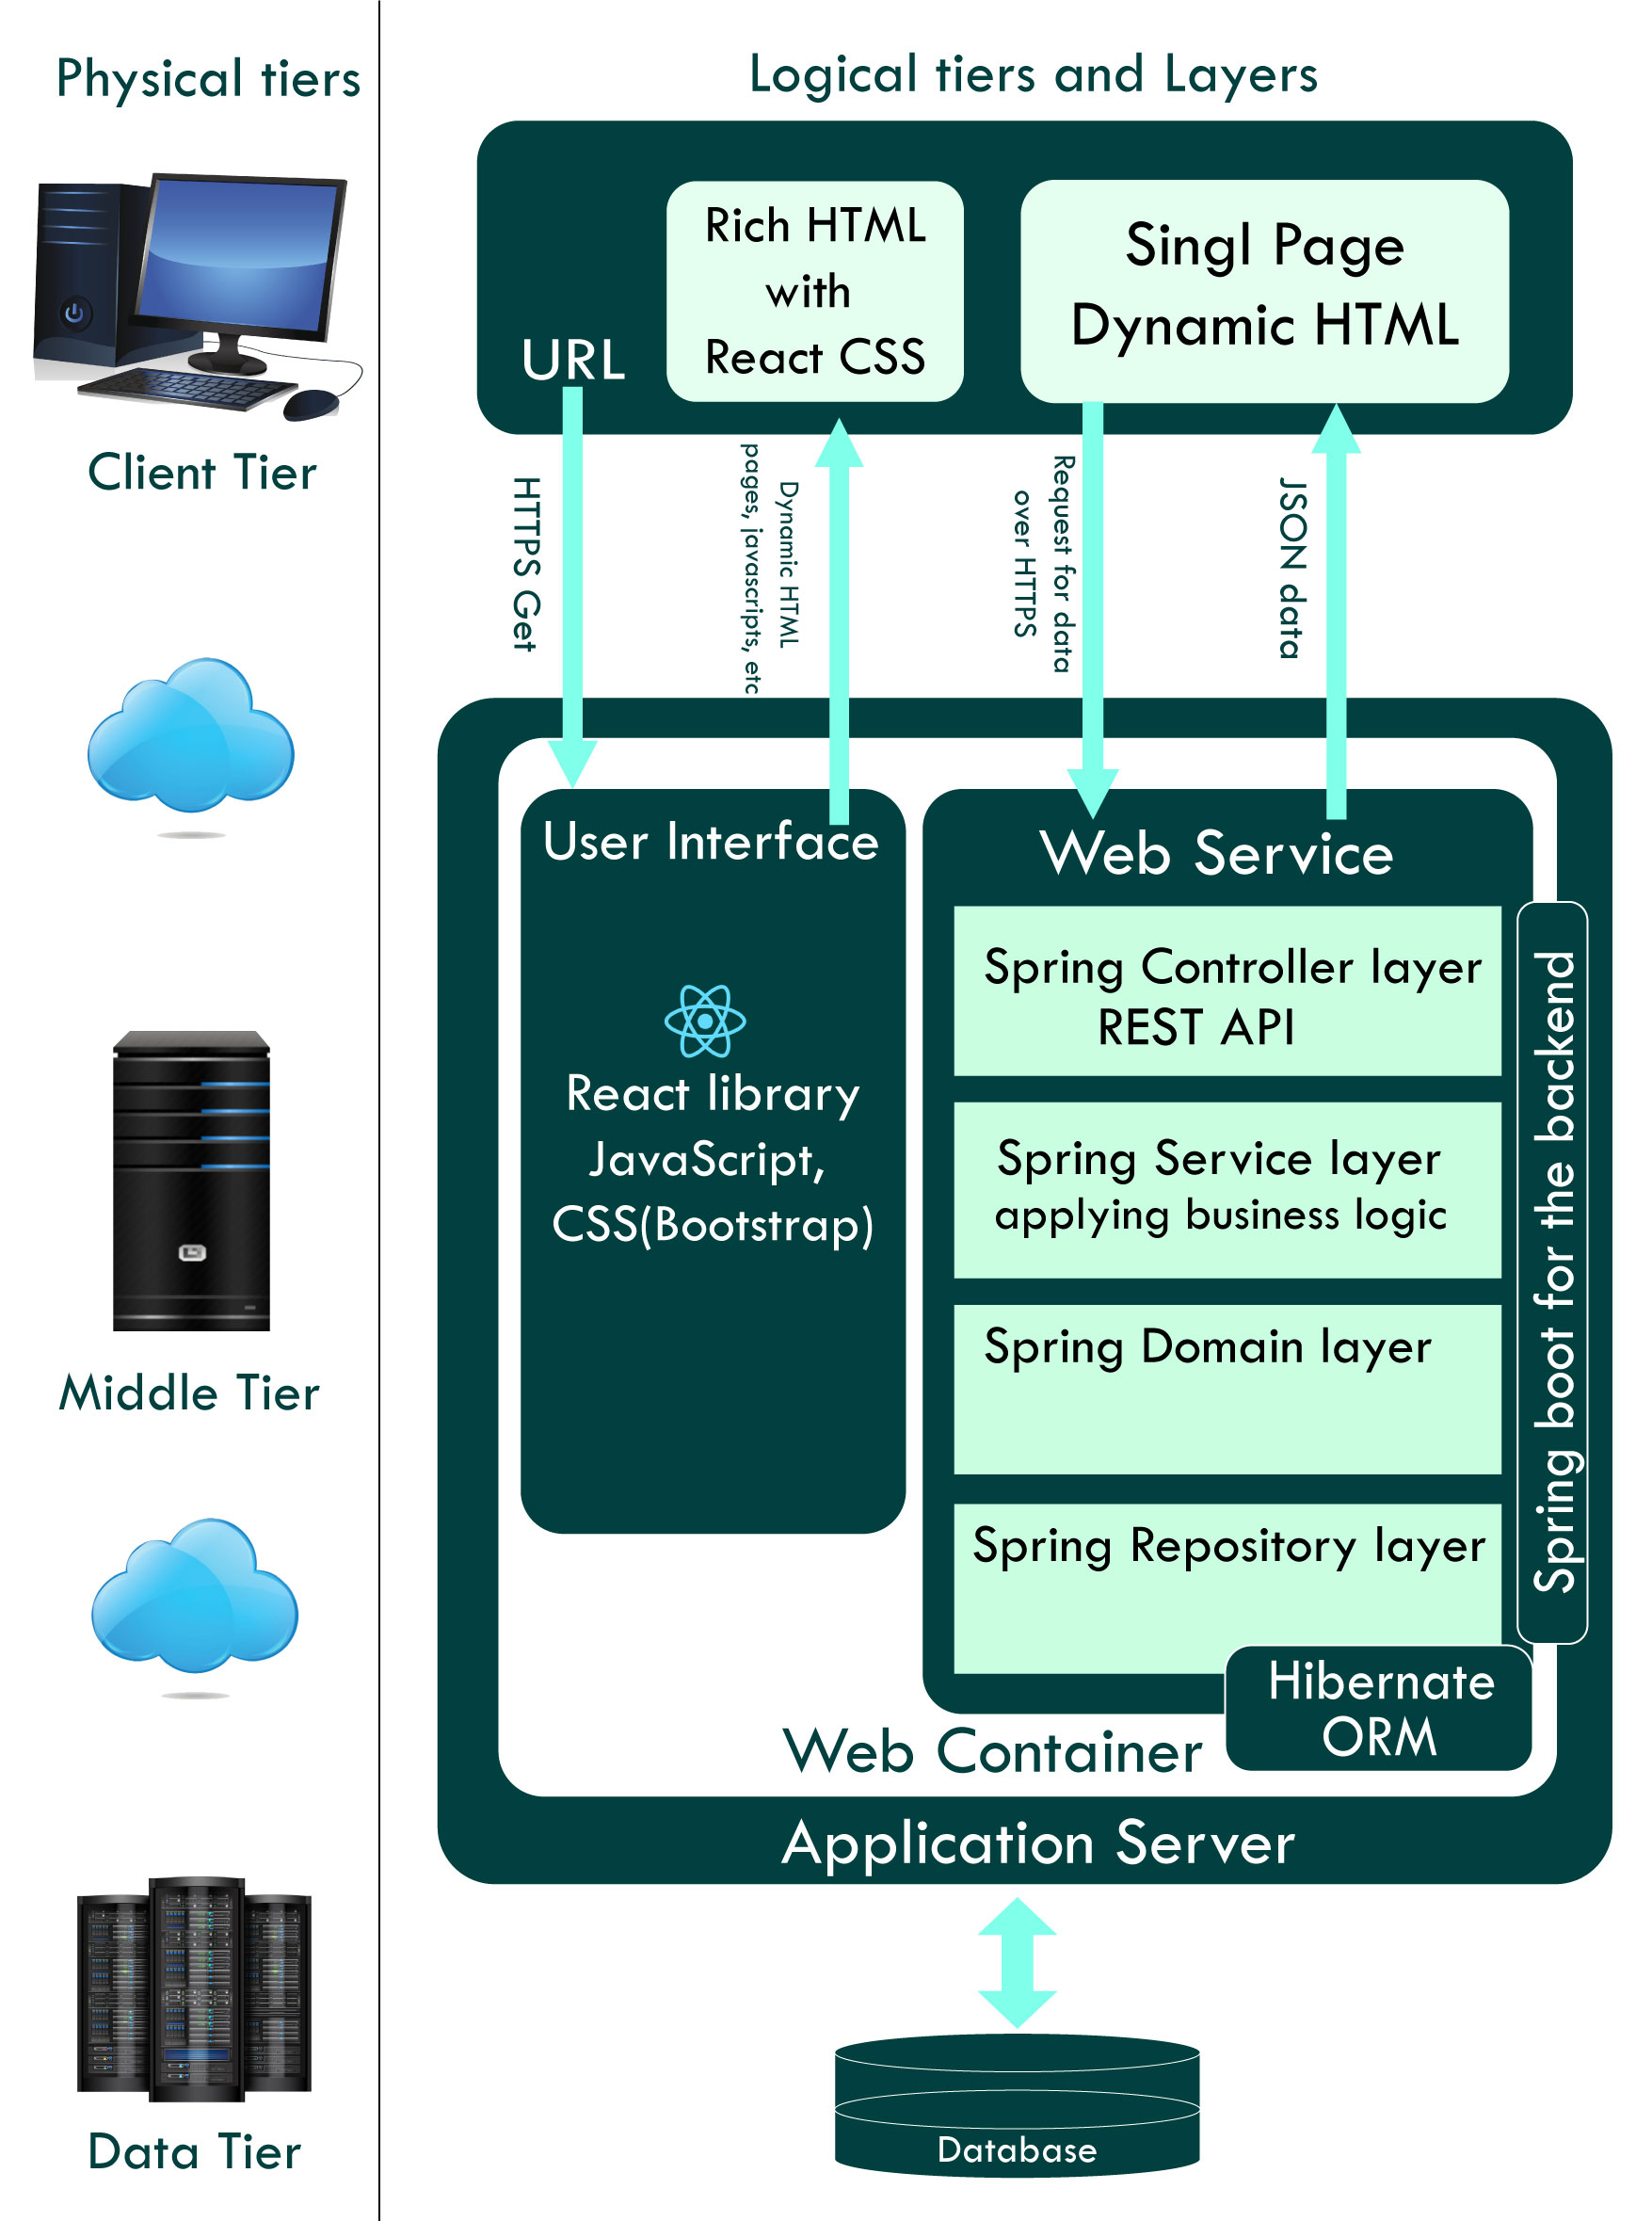 Physical tiers
Logical tiers and Layers
Client Tier
URL
Rich HTML
with
React CSS
Singl Page
Dynamic HTML
HTTPS Get
Dynamic HTML
pages, javascripts, etc
Request for data
over HTTPS
JSON data
User Interface
React library
JavaScript,
CSS(Bootstrap)
Web Service
Spring Controller layer
REST API
Spring Service layer
applying business logic
Spring Domain layer
Spring Repository layer
Spring boot for the backend
Hibernate
ORM
Web Container
Application Server
Middle Tier
Database
Data Tier